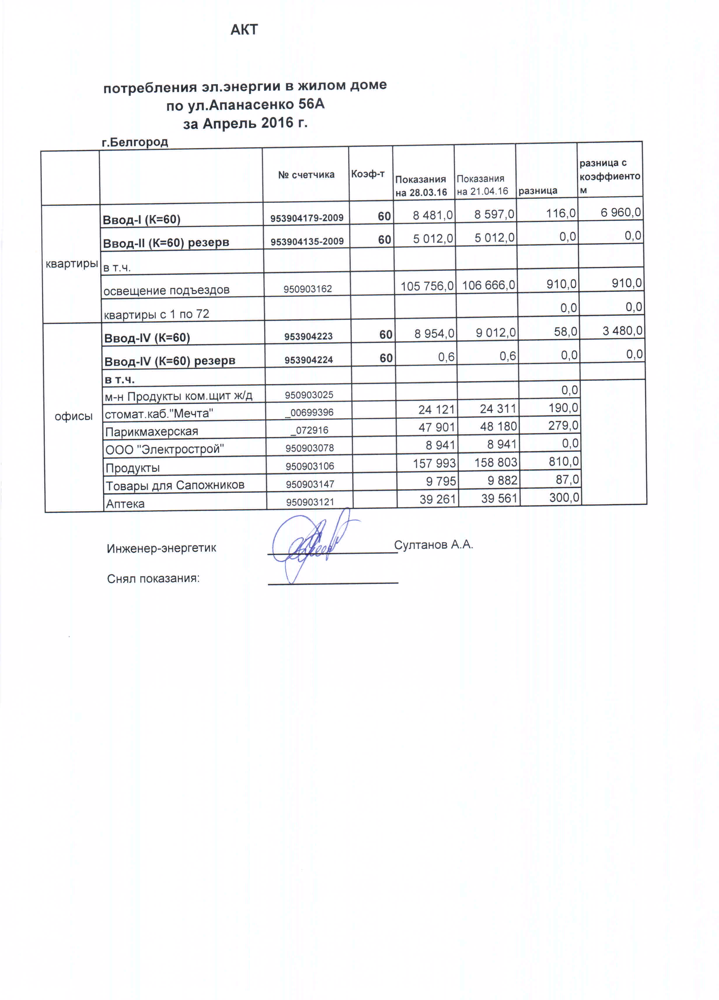 АКТ
потребления эл.энергии в жилом доме
по ул.Апанасенко 56А
за Апрель 2016 г.
г.Белгород
№ счетчика Коэф-т Показания на 28.03.16 Показания на 21.04.16 разница разница с коэффиенто м
квартиры
Ввод-I (К=60) 953904179-2009 60 8 481,0 8 597,0 116,0 6 960,0
Ввод-II (К=60) резерв 953904135-2009 60 5 012,0 5 012,0 0,0 0,0
в т.ч.
освещение подъездов 950903162 105 756,0 106 666,0 910,0 910,0
квартиры с 1 по 72 0,0 0,0
офисы
Ввод-IV (К=60) 953904223 60 8 954,0 9 012,0 58,0 3 480,0
Ввод-IV (К=60) резерв 953904224 60 0,6 0,6 0,0 0,0
в т.ч.
м-н Продукты ком.щит ж/д 950903025 0,0
стомат.каб."Мечта" _00699396 24 121 24 311 190,0
Парикмахерская _072916 47 901 48 180 279,0
ООО "Электрострой" 950903078 8 941 8 941 0,0
Продукты 950903106 157 993 158 803 810,0
Товары для Сапожников 950903147 9 795 9 882 87,0
Аптека 950903121 39 261 39 561 300,0
Инженер-энергетик Султанов А.А.
Снял показания: